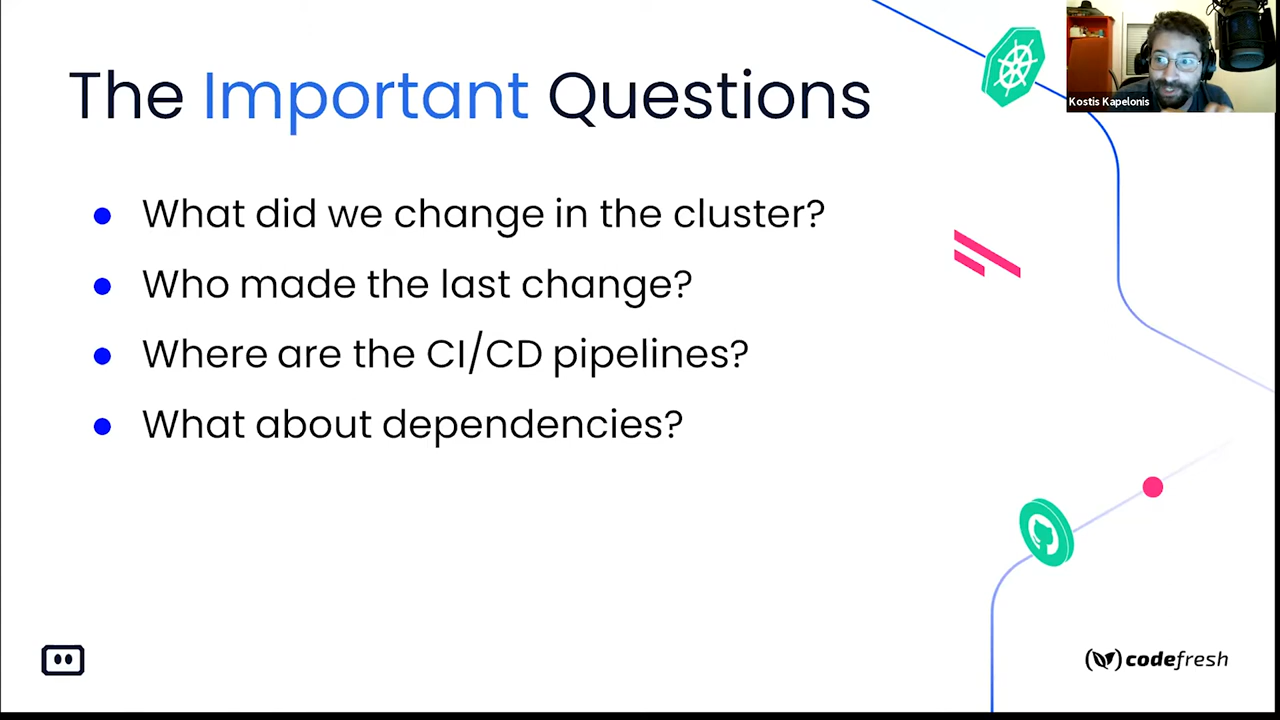 The Important Questions
Kostis Kapelonis
What did we change in the cluster?
Who made the last change?
Where are the CI/CD pipelines?
What about dependencies?
codefresh